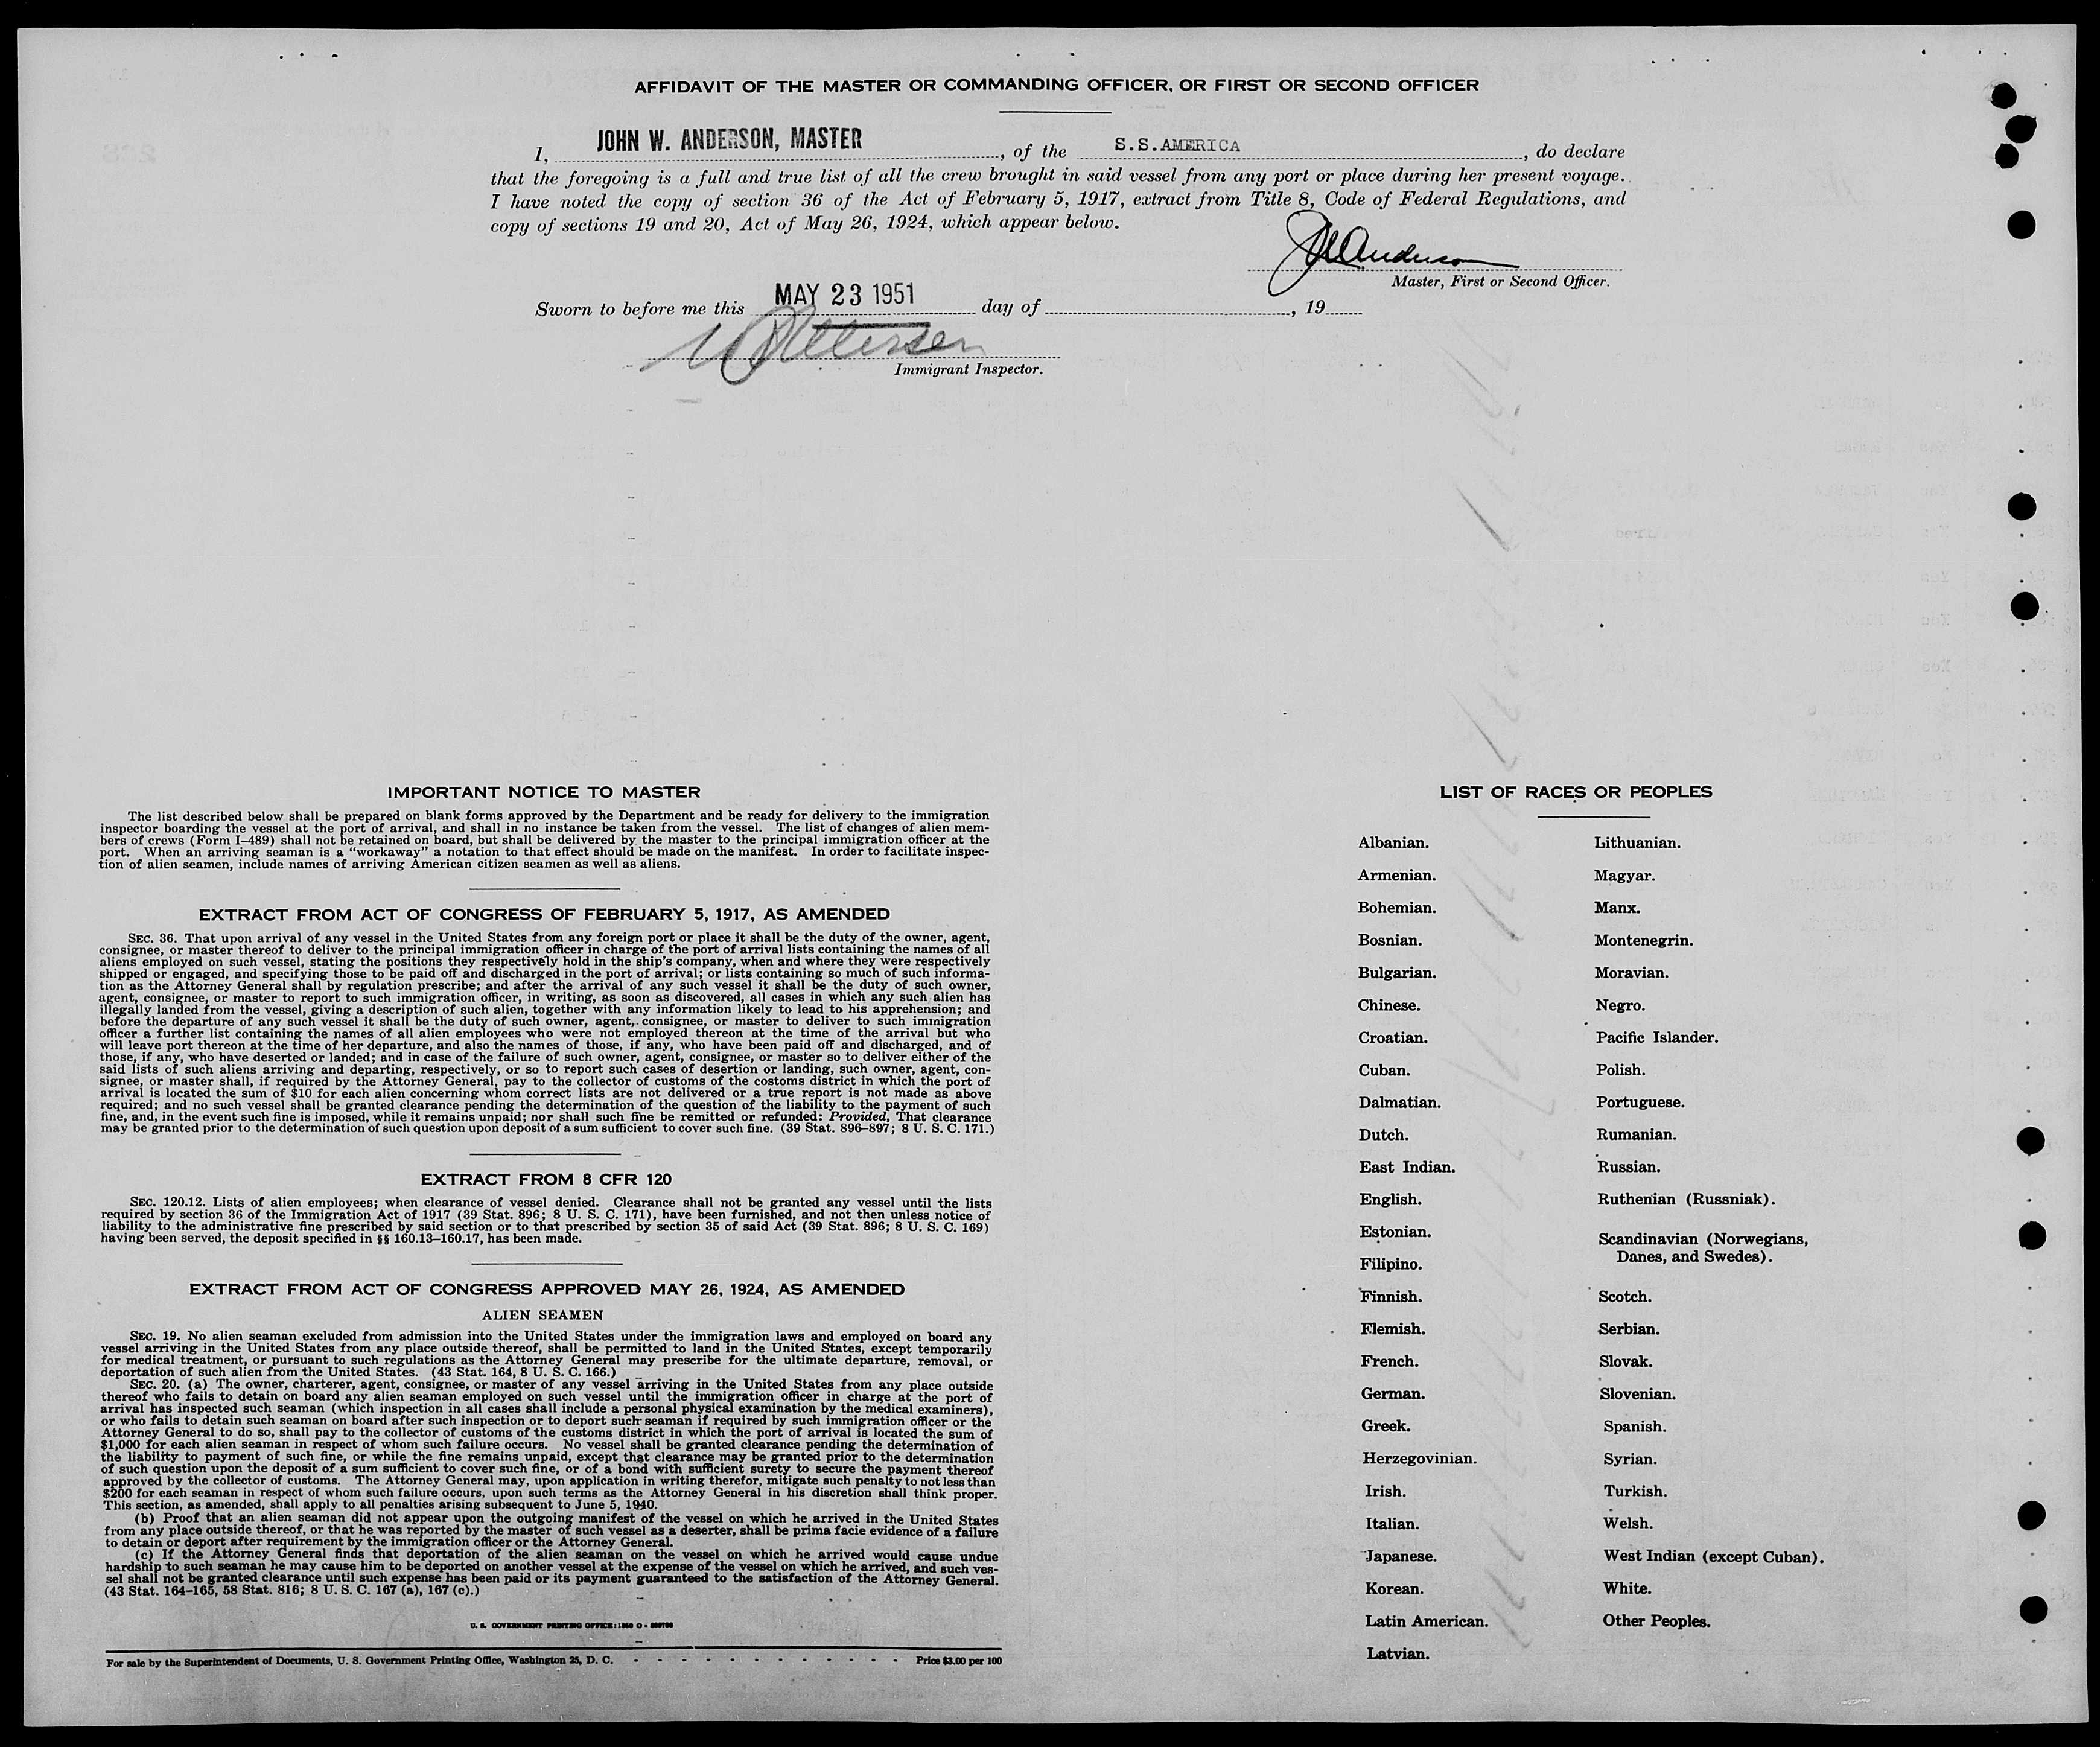 AFFIDAVIT OF THE MASTER OR COMMANDING OFFICER, OR FIRST OR SECOND OFFICER
I, JOHN W. ANDERSON, MASTER, of the S.S.AMERICA, do declare
that the foregoing is a full and true list of all the crew brought in said vessel from any port or place during her present voyage.
I have noted the copy of section 36 of the Act of February 5, 1917, extract from Title 8, Code of Federal Regulations, and
copy of sections 19 and 20, Act of May 26, 1924, which appear below.
JWAnderson
Master, First or Second Officer.
Sworn to before me this MAY 23 1951 day of , 19
Immigrant Inspector.
IMPORTANT NOTICE TO MASTER
The list described below shall be prepared on blank forms approved by the Department and be ready for delivery to the immigration
inspector boarding the vessel at the port of arrival, and shall in no instance be taken from the vessel. The list of changes of alien mem-
bers of crews (Form I–489) shall not be retained on board, but shall be delivered by the master to the principal immigration officer at the
port. When an arriving seaman is a “workaway” a notation to that effect should be made on the manifest. In order to facilitate inspec-
tion of alien seamen, include names of arriving American citizen seamen as well as aliens.
EXTRACT FROM ACT OF CONGRESS OF FEBRUARY 5, 1917, AS AMENDED
SEC. 36. That upon arrival of any vessel in the United States from any foreign port or place it shall be the duty of the owner, agent,
consignee, or master thereof to deliver to the principal immigration officer in charge of the port of arrival lists containing the names of all
aliens employed on such vessel, stating the positions they respectively hold in the ship's company, when and where they were respectively
shipped or engaged, and specifying those to be paid off and discharged in the port of arrival; or lists containing so much of such informa-
tion as the Attorney General shall by regulation prescribe; and after the arrival of any such vessel it shall be the duty of such owner,
agent, consignee, or master to report to such immigration officer, in writing, as soon as discovered, all cases in which any such alien has
illegally landed from the vessel, giving a description of such alien, together with any information likely to lead to his apprehension; and
before the departure of any such vessel it shall be the duty of such owner, agent, consignee, or master to deliver to such immigration
officer a further list containing the names of all alien employees who were not employed thereon at the time of the arrival but who
will leave port thereon at the time of her departure, and also the names of those, if any, who have been paid off and discharged, and of
those, if any, who have deserted or landed; and in case of the failure of such owner, agent, consignee, or master so to deliver either of the
said lists of such aliens arriving and departing, respectively, or so to report such cases of desertion or landing, such owner, agent, con-
signee, or master shall, if required by the Attorney General, pay to the collector of customs of the costoms district in which the port of
arrival is located the sum of $10 for each alien concerning whom correct lists are not delivered or a true report is not made as above
required; and no such vessel shall be granted clearance pending the determination of the question of the liability to the payment of such
fine, and, in the event such fine is imposed, while it remains unpaid; nor shall such fine be remitted or refunded: Provided, That clearance
may be granted prior to the determination of such question upon deposit of a sum sufficient to cover such fine. (39 Stat. 896–897; 8 U. S. C. 171.)
EXTRACT FROM 8 CFR 120
SEC. 120.12. Lists of alien employees; when clearance of vessel denied. Clearance shall not be granted any vessel until the lists
required by section 36 of the Immigration Act of 1917 (39 Stat. 896; 8 U. S. C. 171), have been furnished, and not then unless notice of
liability to the administrative fine prescribed by said section or to that prescribed by section 35 of said Act (39 Stat. 896; 8 U. S. C. 169)
having been served, the deposit specified in §§ 160.13–160.17, has been made.
EXTRACT FROM ACT OF CONGRESS APPROVED MAY 26, 1924, AS AMENDED
ALIEN SEAMEN
SEC. 19. No alien seaman excluded from admission into the United States under the immigration laws and employed on board any
vessel arriving in the United States from any place outside thereof, shall be permitted to land in the United States, except temporarily
for medical treatment, or pursuant to such regulations as the Attorney General may prescribe for the ultimate departure, removal, or
deportation of such alien from the United States. (43 Stat. 164, 8 U. S. C. 166.)
SEC. 20. (a) The owner, charterer, agent, consignee, or master of any vessel arriving in the United States from any place outside
thereof who fails to detain on board any alien seaman employed on such vessel until the immigration officer in charge at the port of
arrival has inspected such seaman (which inspection in all cases shall include a personal physical examination by the medical examiners),
or who fails to detain such seaman on board after such inspection or to deport such seaman if required by such immigration officer or the
Attorney General to do so, shall pay to the collector of customs of the customs district in which the port of arrival is located the sum of
$1,000 for each alien seaman in respect of whom such failure occurs. No vessel shall be granted clearance pending the determination of
the liability to payment of such fine, or while the fine remains unpaid, except that clearance may be granted prior to the determination
of such question upon the deposit of a sum sufficient to cover such fine, or of a bond with sufficient surety to secure the payment thereof
approved by the collector of customs. The Attorney General may, upon application in writing therefor, mitigate such penalty to not less than
$200 for each seaman in respect of whom such failure occurs, upon such terms as the Attorney General in his discretion shall think proper.
This section, as amended, shall apply to all penalties arising subsequent to June 5, 1940.
(b) Proof that an alien seaman did not appear upon the outgoing manifest of the vessel on which he arrived in the United States
from any place outside thereof, or that he was reported by the master of such vessel as a deserter, shall be prima facie evidence of a failure
to detain or deport after requirement by the immigration officer or the Attorney General.
(c) If the Attorney General finds that deportation of the alien seaman on the vessel on which he arrived would cause undue
hardship to such seaman he may cause him to be deported on another vessel at the expense of the vessel on which he arrived, and such ves-
sel shall not be granted clearance until such expense has been paid or its payment guaranteed to the satisfaction of the Attorney General.
(43 Stat. 164–165, 58 Stat. 816; 8 U. S. C. 167 (a), 167 (c).)
U. S. GOVERNMENT PRINTING OFFICE: 1950 O -
For sale by the Superintendent of Documents, U. S. Government Printing Office, Washington 25, D. C. - - - - - - - - - - - - Price $3.00 per 100
LIST OF RACES OR PEOPLES
Albanian.
Armenian.
Bohemian.
Bosnian.
Bulgarian.
Chinese.
Croatian.
Cuban.
Dalmatian.
Dutch.
East Indian.
English.
Estonian.
Filipino.
Finnish.
Flemish.
French.
German.
Greek.
Herzegovinian.
Irish.
Italian.
Japanese.
Korean.
Latin American.
Latvian.
Lithuanian.
Magyar.
Manx.
Montenegrin.
Moravian.
Negro.
Pacific Islander.
Polish.
Portuguese.
Rumanian.
Russian.
Ruthenian (Russniak).
Scandinavian (Norwegians,
Danes, and Swedes).
Scotch.
Serbian.
Slovak.
Slovenian.
Spanish.
Syrian.
Turkish.
Welsh.
West Indian (except Cuban).
White.
Other Peoples.